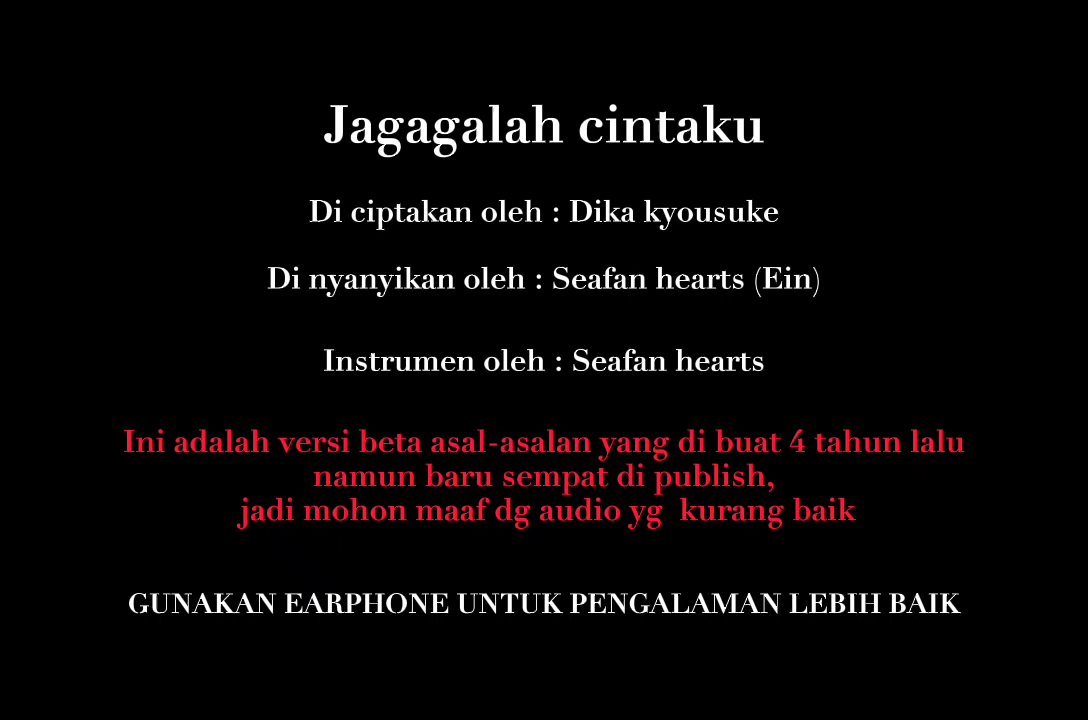 Jagagalah cintaku
Di ciptakan oleh : Dika kyousuke
Di nyanyikan oleh : Seafan hearts (Ein)
Instrumen oleh : Seafan hearts
Ini adalah versi beta asal-asalan yang di buat 4 tahun lalu
namun baru sempat di publish,
jadi mohon maaf dg audio yg kurang baik
GUNAKAN EARPHONE UNTUK PENGALAMAN LEBIH BAIK